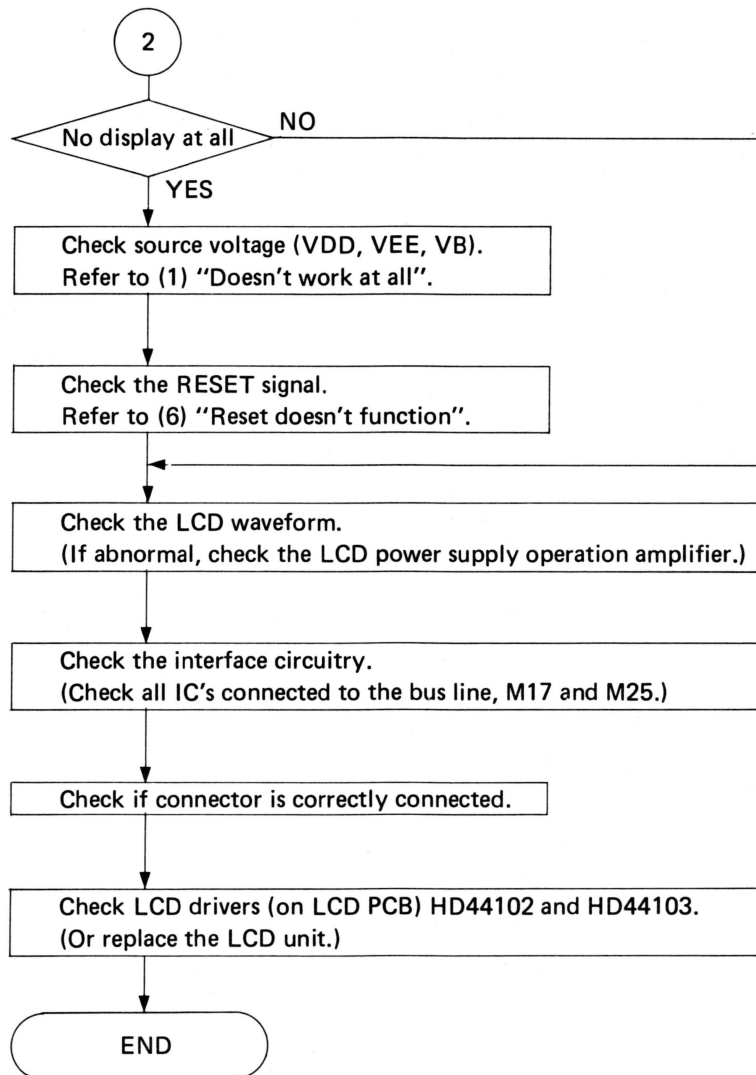 2
No display at all
NO
YES
Check source voltage (VDD, VEE, VB).
Refer to (1) “Doesn't work at all”.
Check the RESET signal.
Refer to (6) “Reset doesn't function”.
Check the LCD waveform.
(If abnormal, check the LCD power supply operation amplifier.)
Check the interface circuitry.
(Check all IC's connected to the bus line, M17 and M25.)
Check if connector is correctly connected.
Check LCD drivers (on LCD PCB) HD44102 and HD44103.
(Or replace the LCD unit.)
END